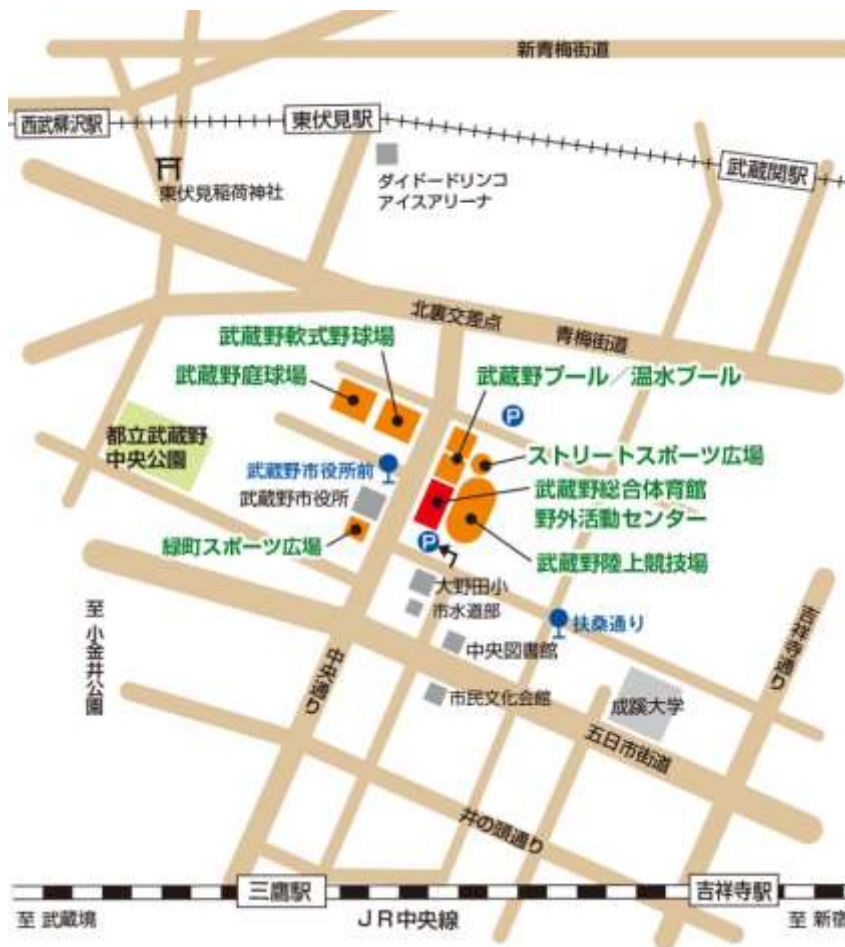 新青梅街道
西武柳沢駅
東伏見駅
武蔵関駅
東伏見稲荷神社
ダイドードリンコ
アイスアリーナ
北裏交差点
青梅街道
武蔵野軟式野球場
武蔵野庭球場
武蔵野プール/温水プール
P
都立武蔵野
中央公園
武蔵野市役所前
武蔵野市役所
緑町スポーツ広場
ストリートスポーツ広場
武蔵野総合体育館
野外活動センター
武蔵野陸上競技場
P
大野田小
市水道部
扶桑通り
中央図書館
市民文化会館
成蹊大学
吉祥寺通り
至 小金井公園
中央通り
五日市街道
井の頭通り
三鷹駅
吉祥寺駅
至 武蔵境
JR中央線
至 新宿